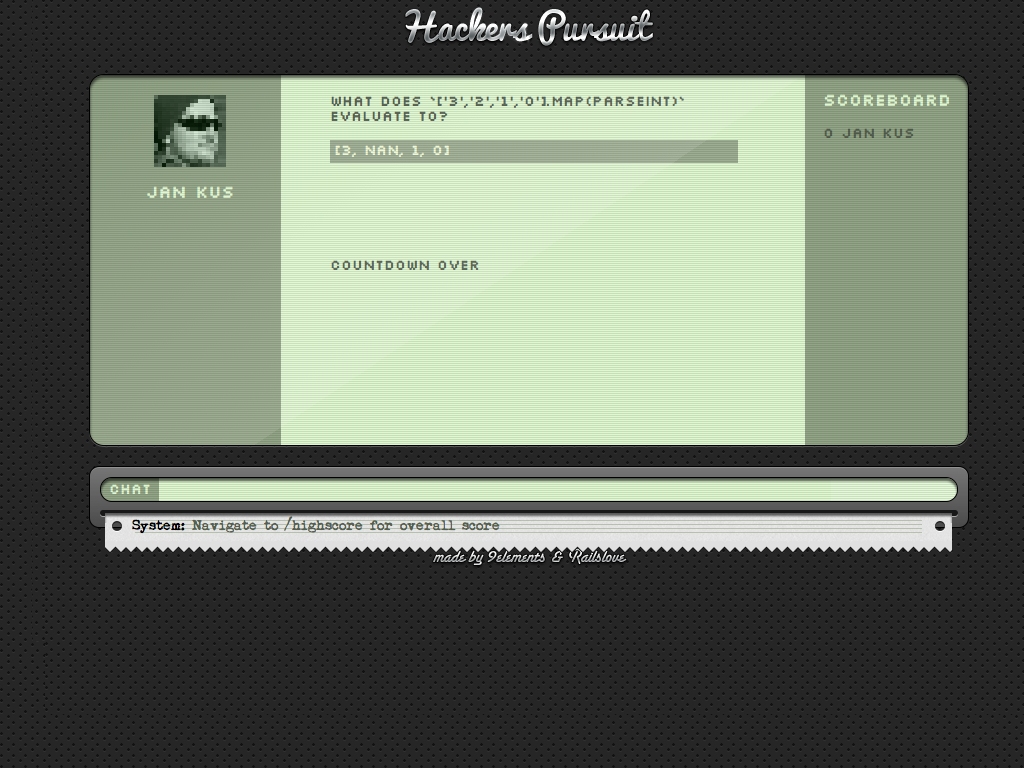 Hackers Pursuit
WHAT DOES `['3','2','1','0'].MAP(PARSEINT)`
EVALUATE TO?
[3, NAN, 1, 0]
COUNTDOWN OVER
JAN KUS
SCOREBOARD
0 JAN KUS
CHAT
System: Navigate to /highscore for overall score
made by 9elements & Railslove